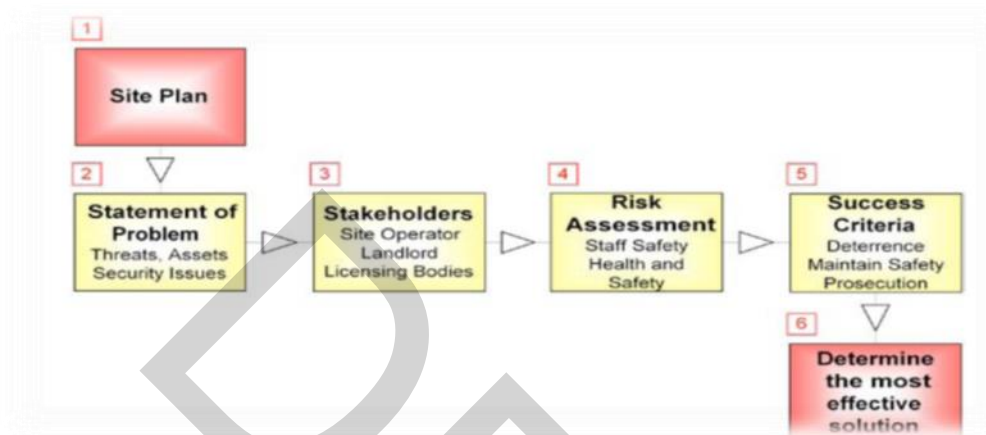 1
Site Plan
2
Statement of
Problem
Threats, Assets
Security Issues
3
Stakeholders
Site Operator
Landlord
Licensing Bodies
4
Risk
Assessment
Staff Safety
Health and
Safety
5
Success
Criteria
Deterrence
Maintain Safety
Prosecution
6
Determine
the most
effective
solution